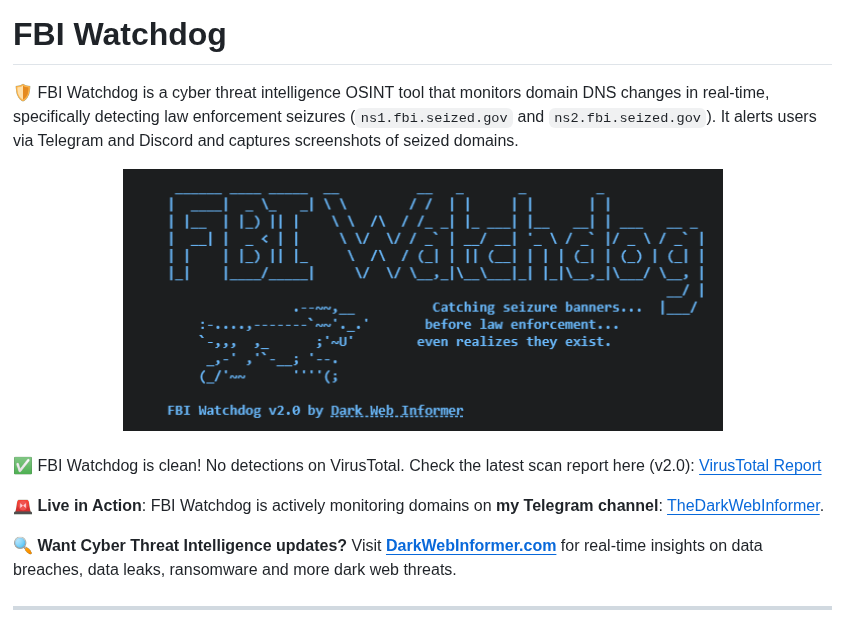 FBI Watchdog
🛡️ FBI Watchdog is a cyber threat intelligence OSINT tool that monitors domain DNS changes in real-time,
specifically detecting law enforcement seizures (ns1.fbi.seized.gov and ns2.fbi.seized.gov). It alerts users
via Telegram and Discord and captures screenshots of seized domains.
FBI Watchdog
Catching seizure banners...
before law enforcement...
even realizes they exist.
FBI Watchdog v2.0 by Dark Web Informer
✅ FBI Watchdog is clean! No detections on VirusTotal. Check the latest scan report here (v2.0): VirusTotal Report
🚨 Live in Action: FBI Watchdog is actively monitoring domains on my Telegram channel: TheDarkWebInformer.
🔍 Want Cyber Threat Intelligence updates? Visit DarkWebInformer.com for real-time insights on data
breaches, data leaks, ransomware and more dark web threats.